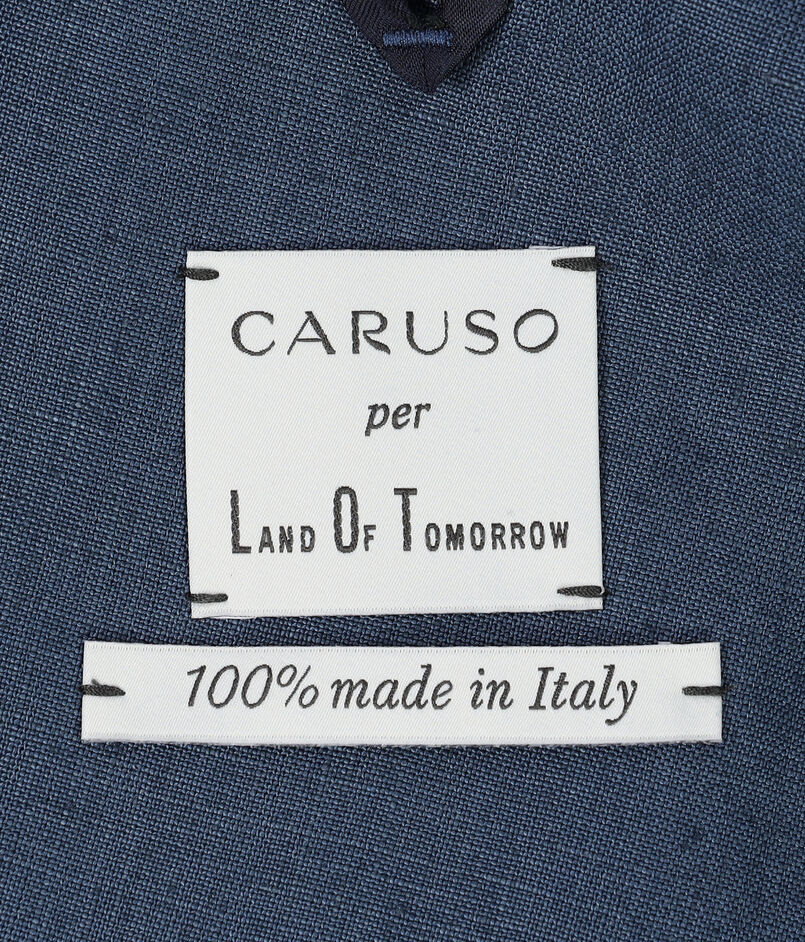 CARUSO
per
LAND OF TOMORROW
100% made in Italy